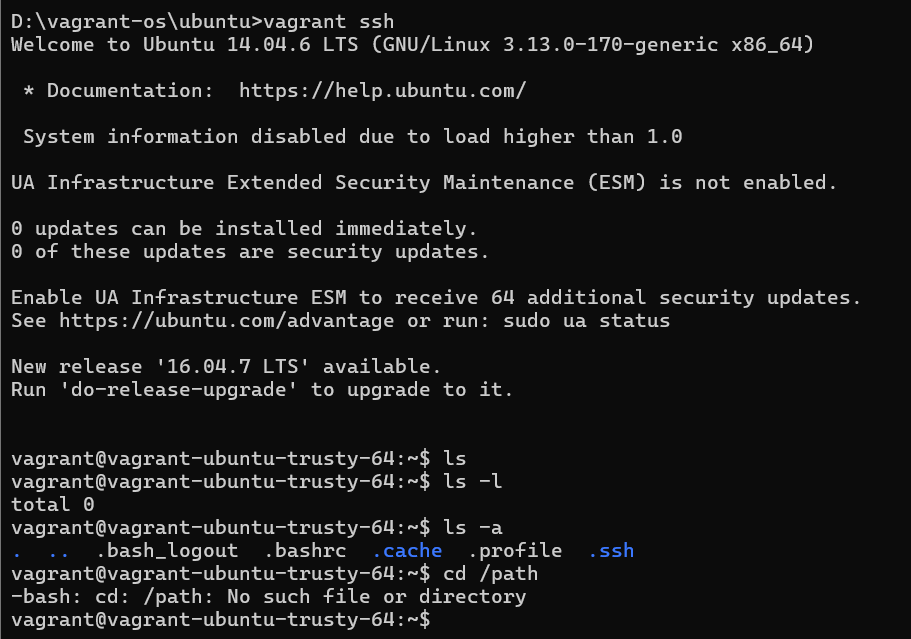 D:\vagrant-os\ubuntu>vagrant ssh
Welcome to Ubuntu 14.04.6 LTS (GNU/Linux 3.13.0-170-generic x86_64)
* Documentation:  https://help.ubuntu.com/
System information disabled due to load higher than 1.0
UA Infrastructure Extended Security Maintenance (ESM) is not enabled.
0 updates can be installed immediately.
0 of these updates are security updates.
Enable UA Infrastructure ESM to receive 64 additional security updates.
See https://ubuntu.com/advantage or run: sudo ua status
New release '16.04.7 LTS' available.
Run 'do-release-upgrade' to upgrade to it.
vagrant@vagrant-ubuntu-trusty-64:~$ ls
vagrant@vagrant-ubuntu-trusty-64:~$ ls -l
total 0
vagrant@vagrant-ubuntu-trusty-64:~$ ls -a
.  ..  .bash_logout  .bashrc  .cache  .profile  .ssh
vagrant@vagrant-ubuntu-trusty-64:~$ cd /path
-bash: cd: /path: No such file or directory
vagrant@vagrant-ubuntu-trusty-64:~$